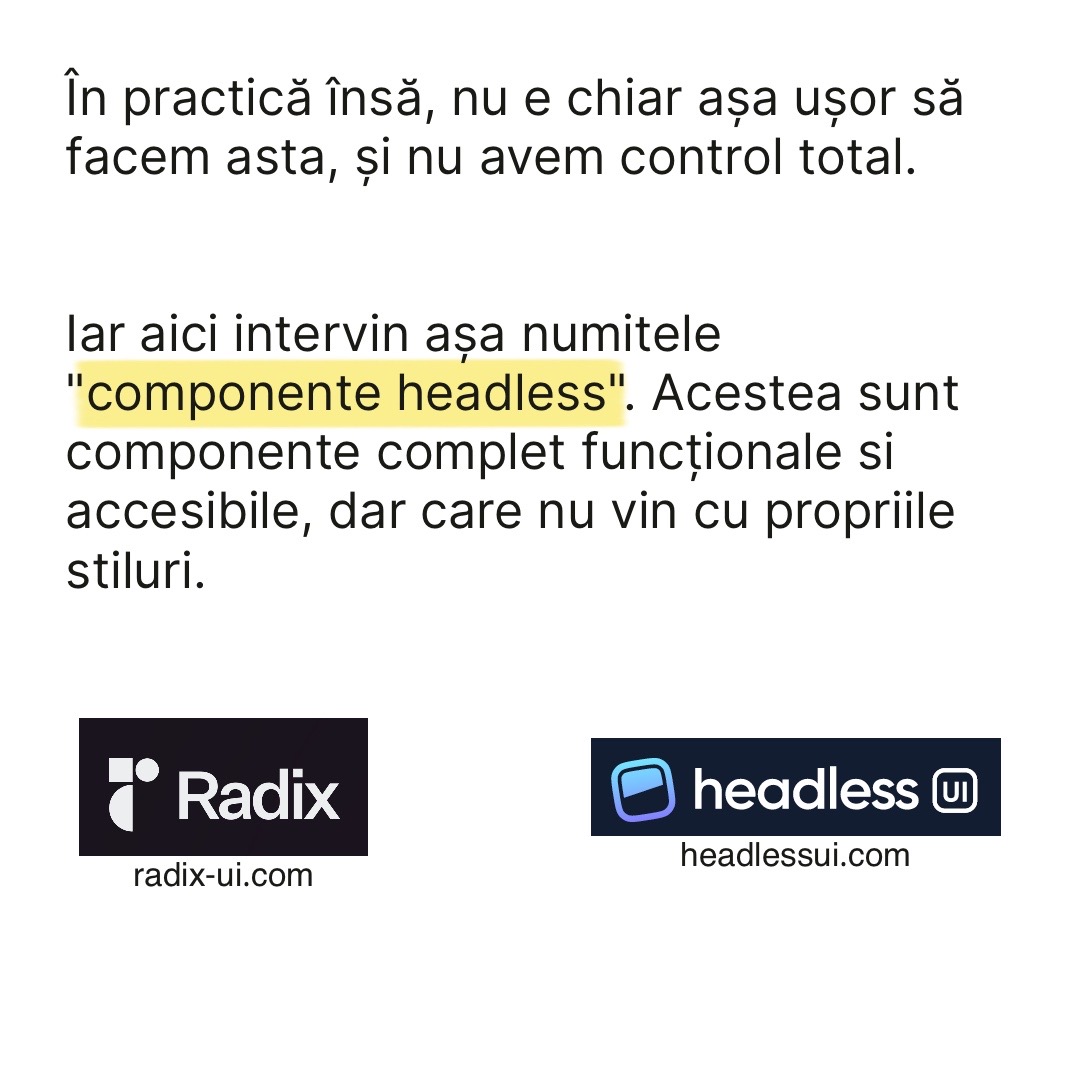 În practică însă, nu e chiar așa ușor să
facem asta, și nu avem control total.
Iar aici intervin așa numitele
"componente headless". Acestea sunt
componente complet funcționale si
accesibile, dar care nu vin cu propriile
stiluri.
Radix
radix-ui.com
headless UI
headlessui.com